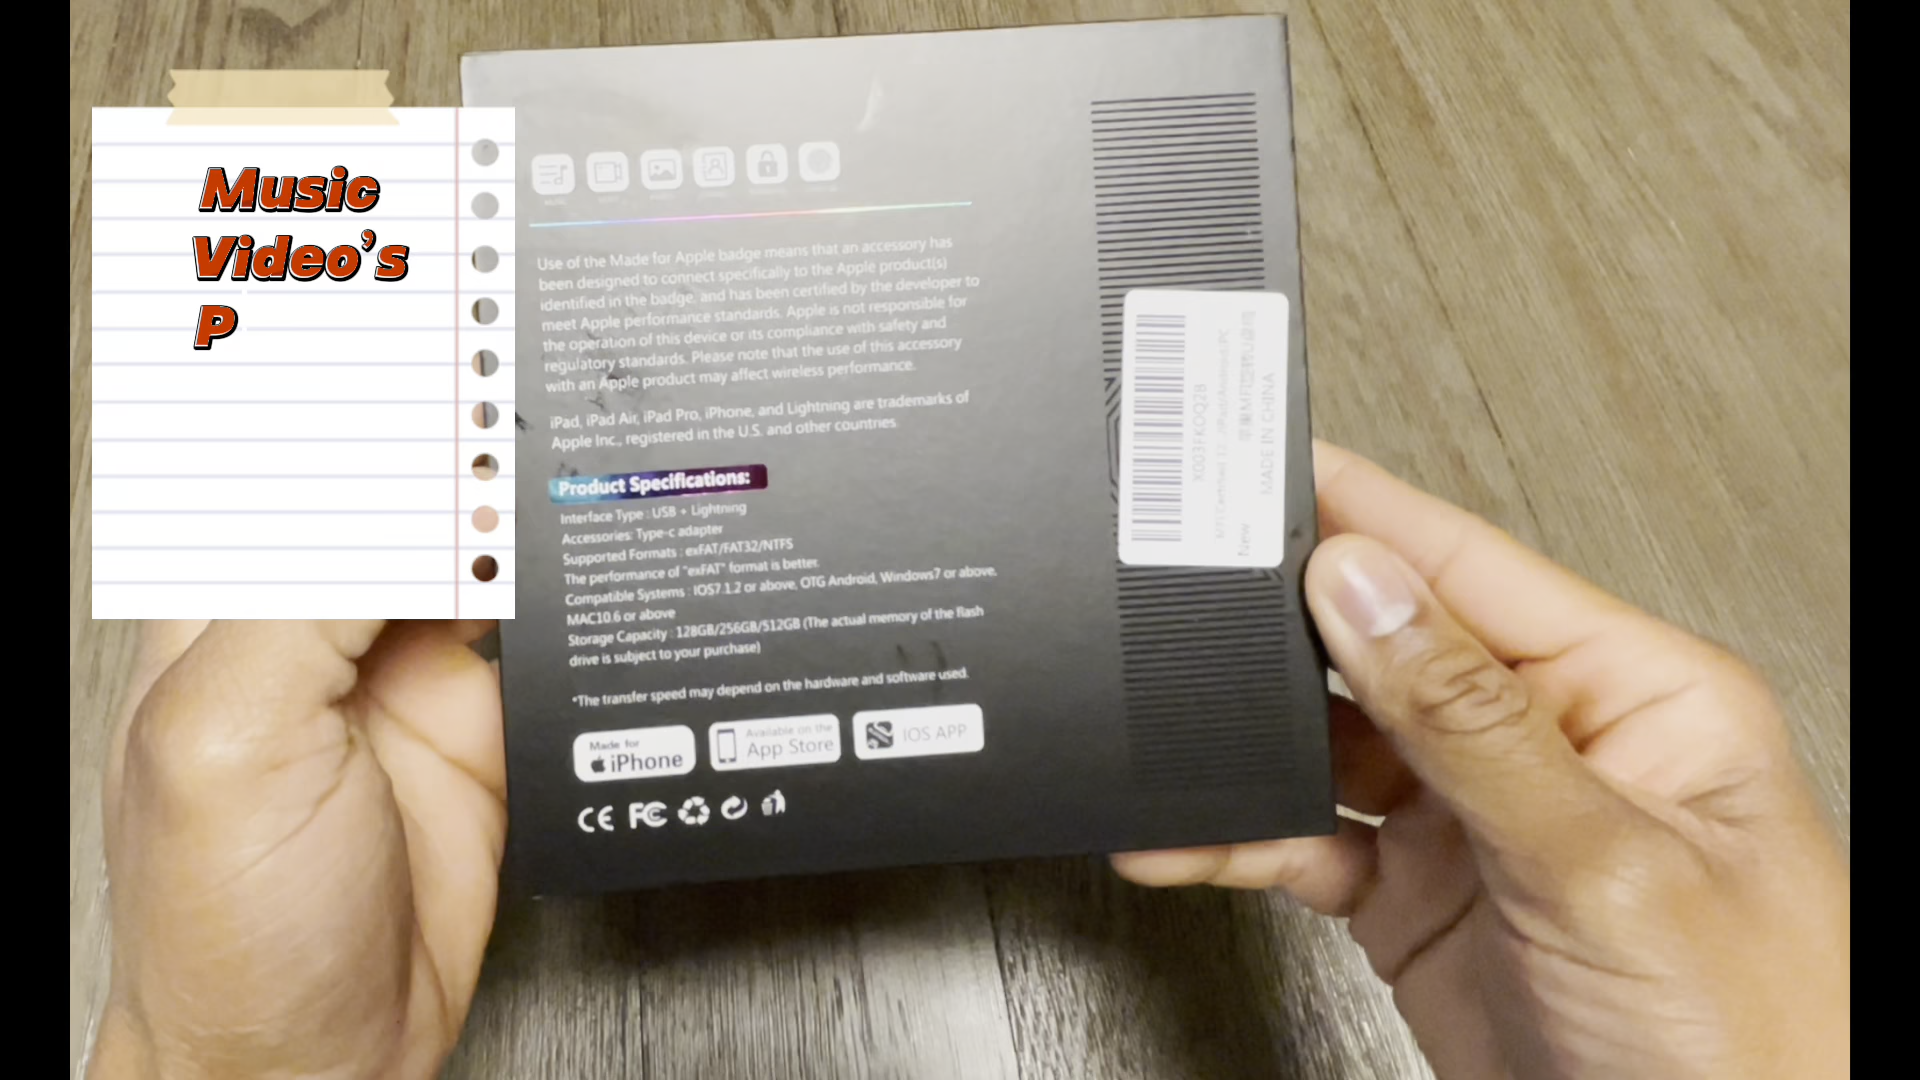 Music
Video’s
P
Use of the Made for Apple badge means that an accessory has
been designed to connect specifically to the Apple product(s)
identified in the badge, and has been certified by the developer to
meet Apple performance standards. Apple is not responsible for
the operation of this device or its compliance with safety and
regulatory standards. Please note that the use of this accessory
with an Apple product may affect wireless performance.
iPad, iPad Air, iPad Pro, iPhone, and Lightning are trademarks of
Apple Inc., registered in the U.S. and other countries.
Product Specifications:
Interface Type : USB + Lightning
Accessories: Type-c adapter
Supported Formats : exFAT/FAT32/NTFS
The performance of "exFAT" format is better.
Compatible Systems : IOS7.1.2 or above, OTG Android, Windows7 or above,
MAC10.6 or above
Storage Capacity : 128GB/256GB/512GB (The actual memory of the flash
drive is subject to your purchase)
*The transfer speed may depend on the hardware and software used.
Made for
iPhone
Available on the
App Store
IOS APP
CE FC
X003FKOQ2B
New
MADE IN CHINA